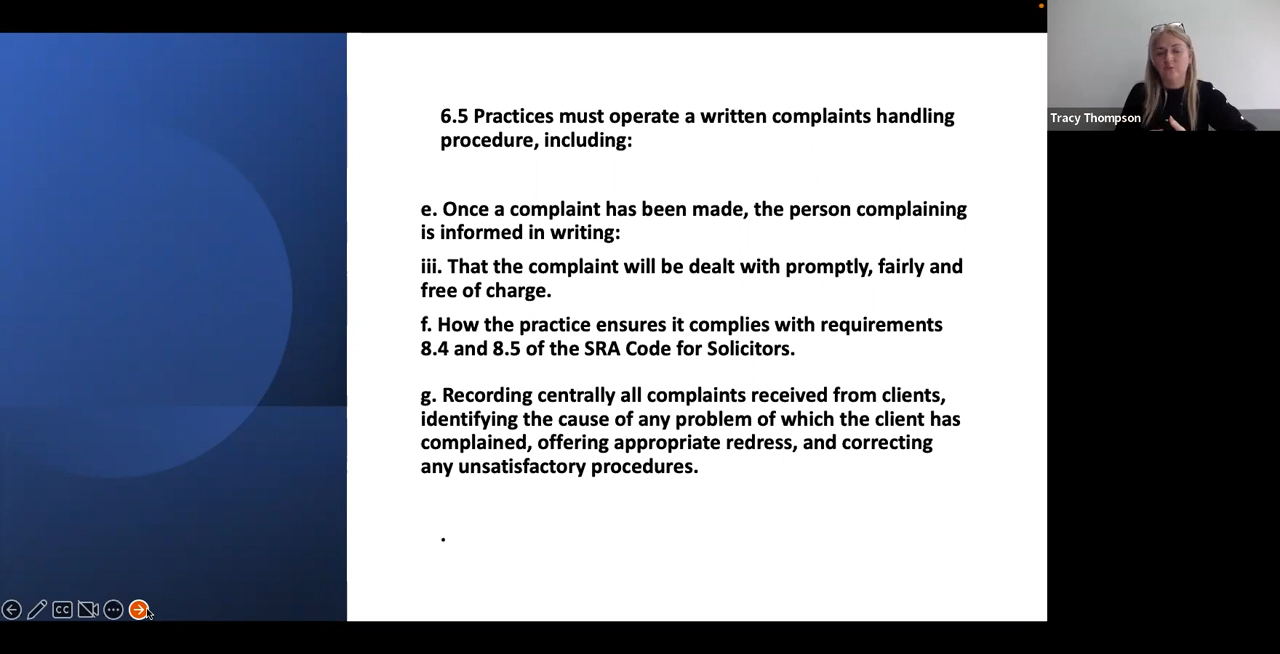 6.5 Practices must operate a written complaints handling
procedure, including:
e. Once a complaint has been made, the person complaining
is informed in writing:
iii. That the complaint will be dealt with promptly, fairly and
free of charge.
f. How the practice ensures it complies with requirements
8.4 and 8.5 of the SRA Code for Solicitors.
g. Recording centrally all complaints received from clients,
identifying the cause of any problem of which the client has
complained, offering appropriate redress, and correcting
any unsatisfactory procedures.
.
Tracy Thompson
CC